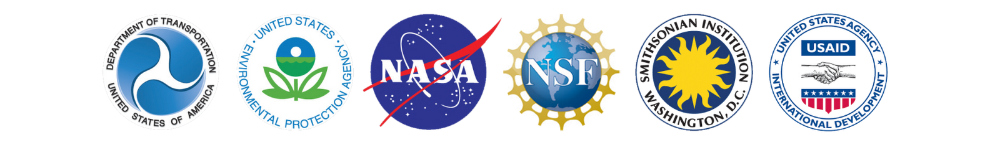 DEPARTMENT OF TRANSPORTATION
UNITED STATES OF AMERICA
• UNITED STATES •
ENVIRONMENTAL PROTECTION AGENCY
NASA
NSF
SMITHSONIAN INSTITUTION
WASHINGTON, D.C.
UNITED STATES AGENCY
USAID
INTERNATIONAL DEVELOPMENT